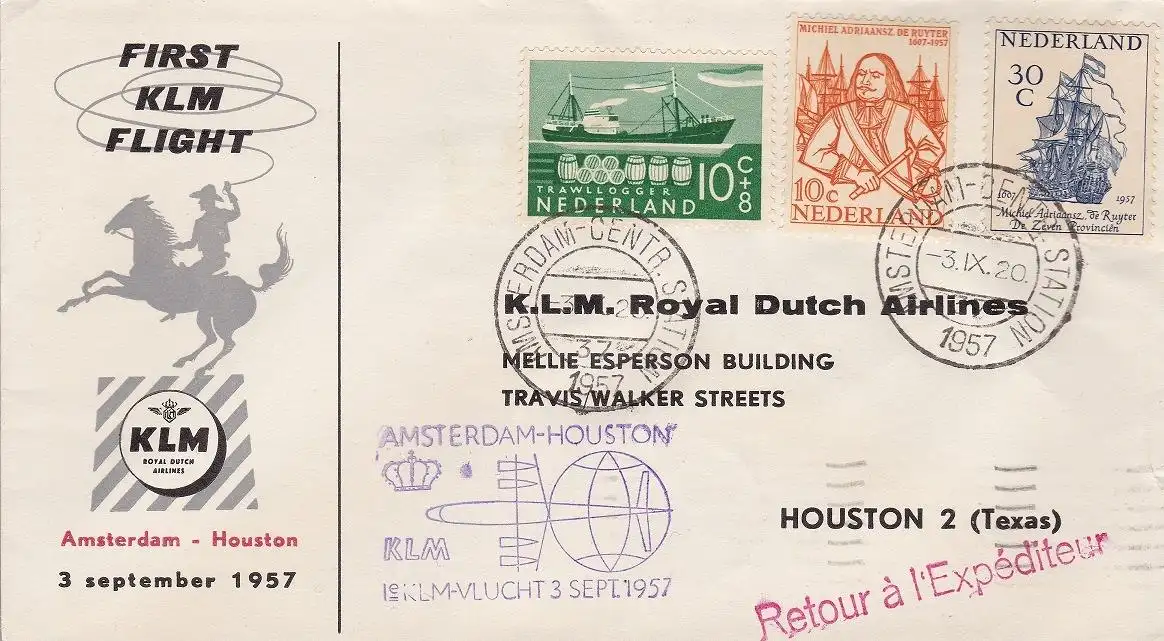 FIRST
KLM
FLIGHT
KLM
ROYAL DUTCH
AIRLINES
Amsterdam - Houston
3 september 1957
TRAWLLOGGER
NEDERLAND
10 C+8
MICHIEL ADRIAANSZ. DE RUYTER
1607-1957
10c
NEDERLAND
NEDERLAND
30
C
1607 1957
Michiel Adriaansz. de Ruyter
De Zeven Provinciën
AMSTERDAM-CENTR. STATION
1957
-3.IX.20.
STATION
1957
K.L.M. Royal Dutch Airlines
MELLIE ESPERSON BUILDING
TRAVIS/WALKER STREETS
HOUSTON 2 (Texas)
AMSTERDAM-HOUSTON
KLM
1e KLM-VLUCHT 3 SEPT. 1957
Retour à l'Expéditeur